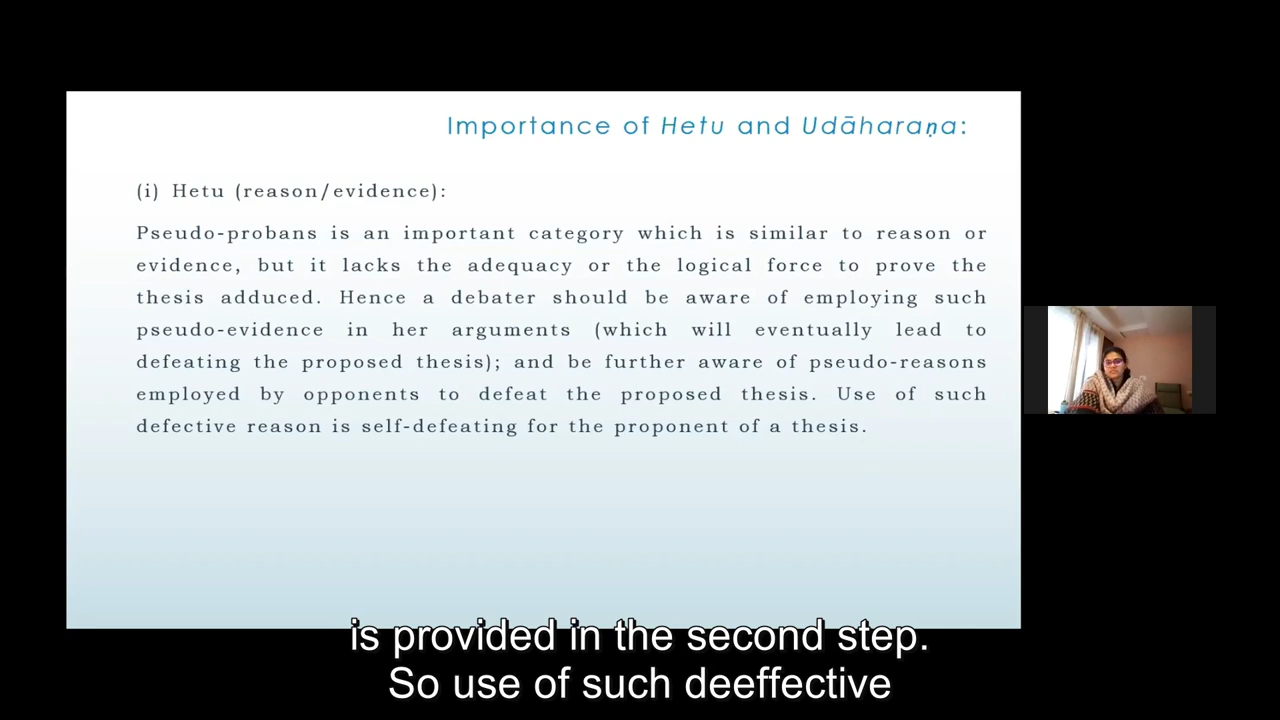 Importance of Hetu and Udāharaṇa:
(i) Hetu (reason/evidence):
Pseudo-probans is an important category which is similar to reason or
evidence, but it lacks the adequacy or the logical force to prove the
thesis adduced. Hence a debater should be aware of employing such
pseudo-evidence in her arguments (which will eventually lead to
defeating the proposed thesis); and be further aware of pseudo-reasons
employed by opponents to defeat the proposed thesis. Use of such
defective reason is self-defeating for the proponent of a thesis.
is provided in the second step.
So use of such deeffective